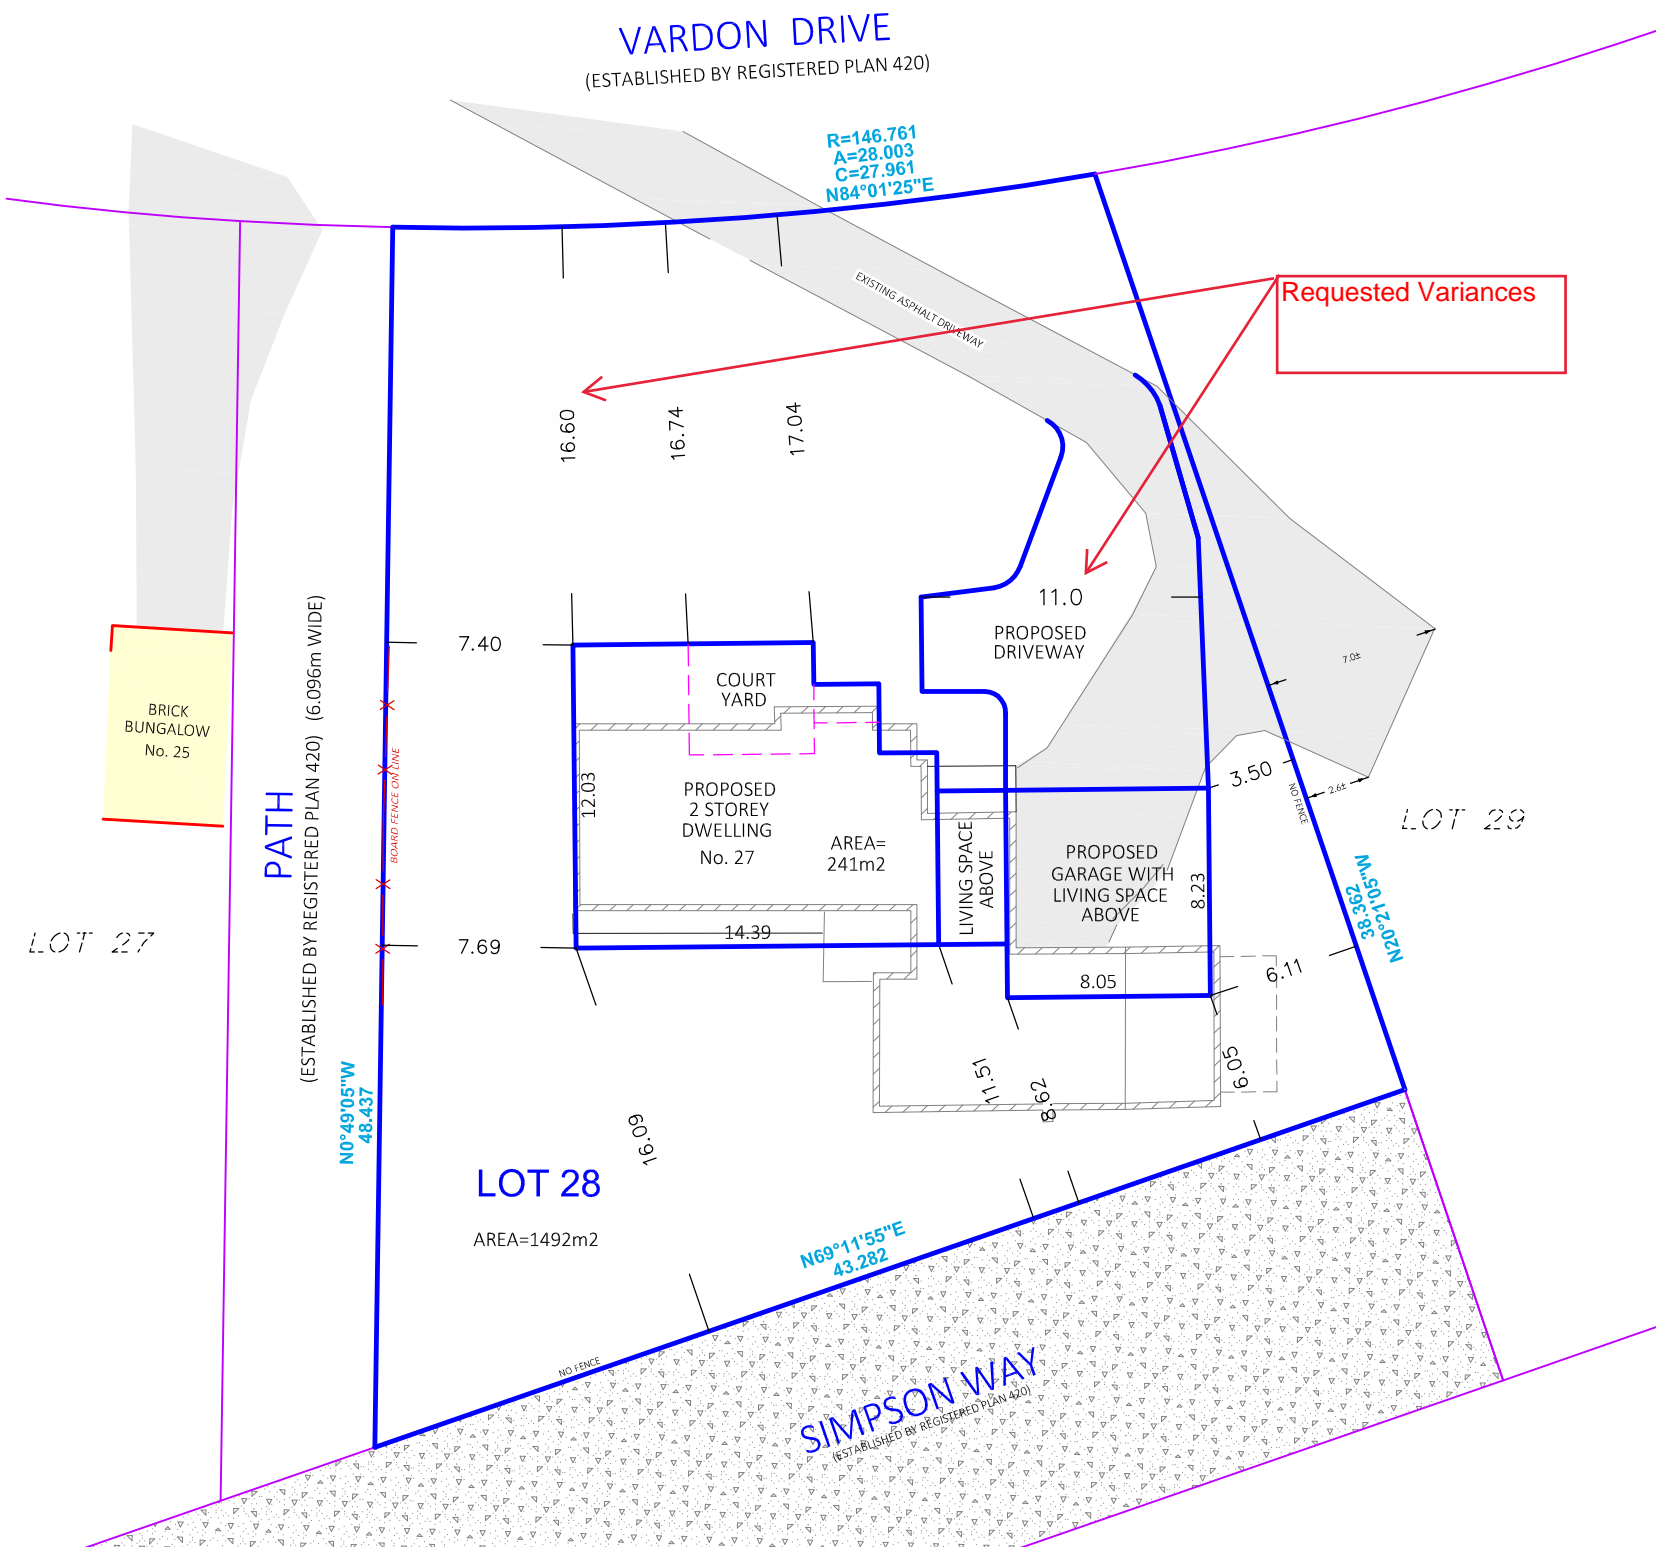 VARDON DRIVE
(ESTABLISHED BY REGISTERED PLAN 420)
R=146.761
A=28.003
C=27.961
N84°01'25"E
EXISTING ASPHALT DRIVEWAY
Requested Variances
16.60
16.74
17.04
11.0
PROPOSED
DRIVEWAY
7.40
COURT
YARD
7.0±
BRICK
BUNGALOW
No. 25
PATH
(ESTABLISHED BY REGISTERED PLAN 420) (6.096m WIDE)
BOARD FENCE ON LINE
12.03
PROPOSED
2 STOREY
DWELLING
No. 27
AREA=
241m2
LIVING SPACE
ABOVE
PROPOSED
GARAGE WITH
LIVING SPACE
ABOVE
8.23
3.50
NO FENCE
2.6±
LOT 29
N20°21'05"W
38.362
LOT 27
7.69
14.39
8.05
6.11
11.51
8.62
6.05
16.09
N0°49'05"W
48.437
LOT 28
AREA=1492m2
N69°11'55"E
43.282
NO FENCE
SIMPSON WAY
(ESTABLISHED BY REGISTERED PLAN 420)